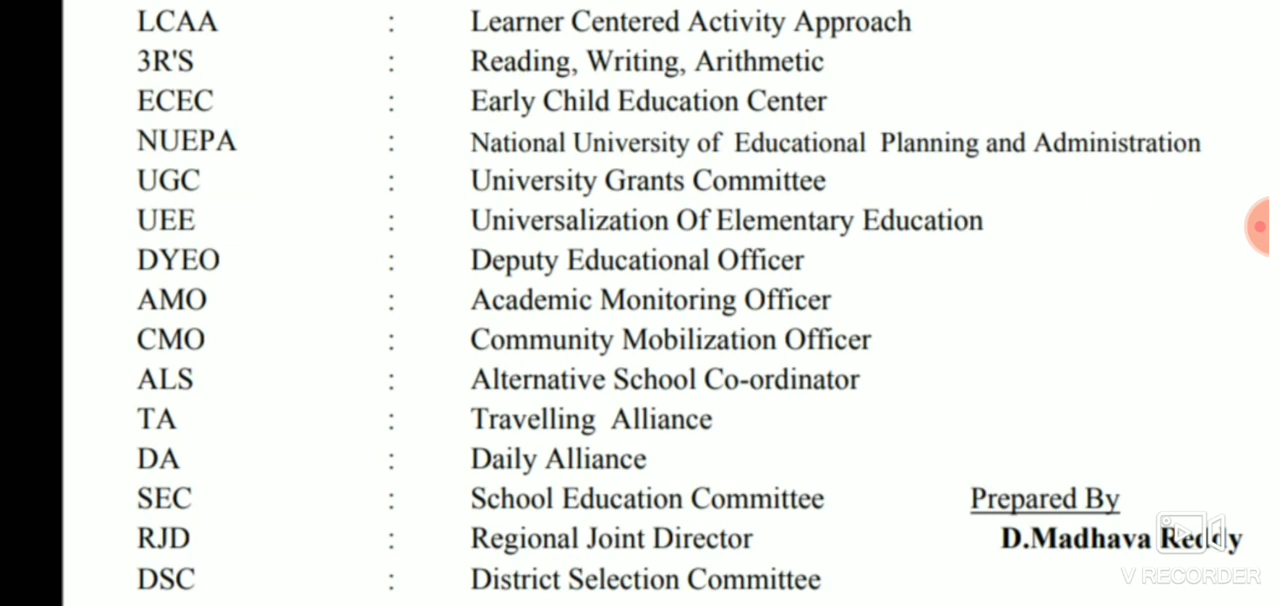 LCAA : Learner Centered Activity Approach
3R'S : Reading, Writing, Arithmetic
ECEC : Early Child Education Center
NUEPA : National University of Educational Planning and Administration
UGC : University Grants Committee
UEE : Universalization Of Elementary Education
DYEO : Deputy Educational Officer
AMO : Academic Monitoring Officer
CMO : Community Mobilization Officer
ALS : Alternative School Co-ordinator
TA : Travelling Alliance
DA : Daily Alliance
SEC : School Education Committee Prepared By
RJD : Regional Joint Director D.Madhava Reddy
DSC : District Selection Committee
V RECORDER